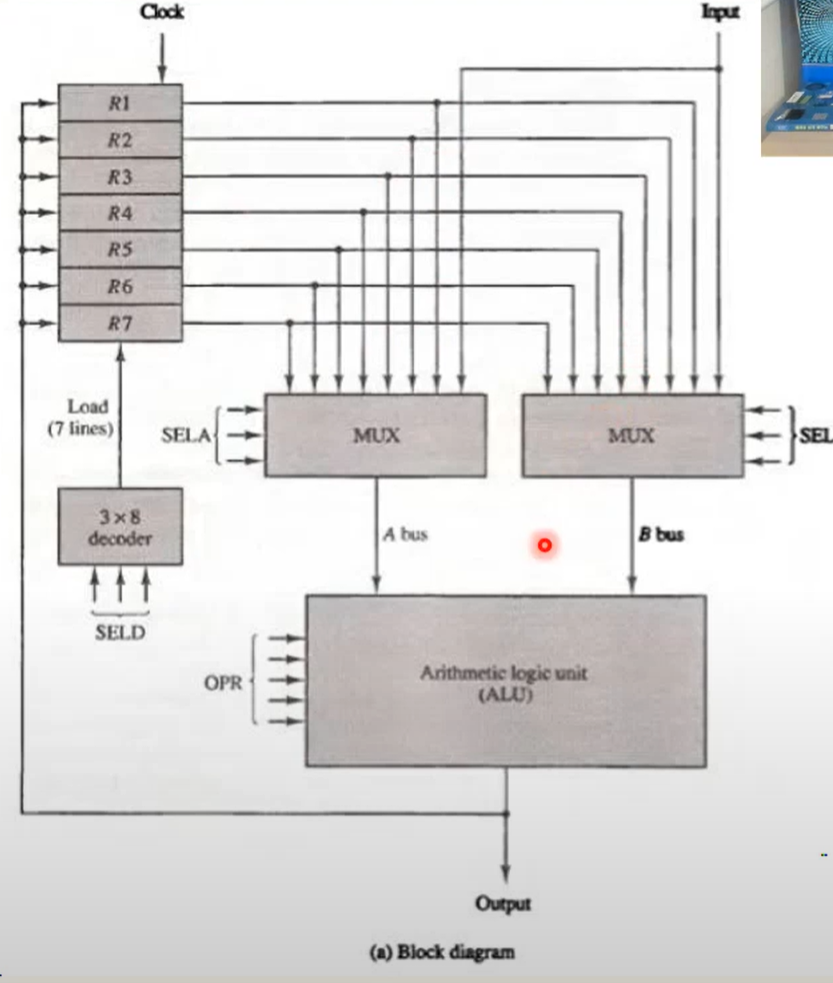 Clock
Input
R1
R2
R3
R4
R5
R6
R7
Load
(7 lines)
SELA
MUX
MUX
SEL
3 × 8
decoder
A bus
B bus
SELD
OPR
Arithmetic logic unit
(ALU)
Output
(a) Block diagram